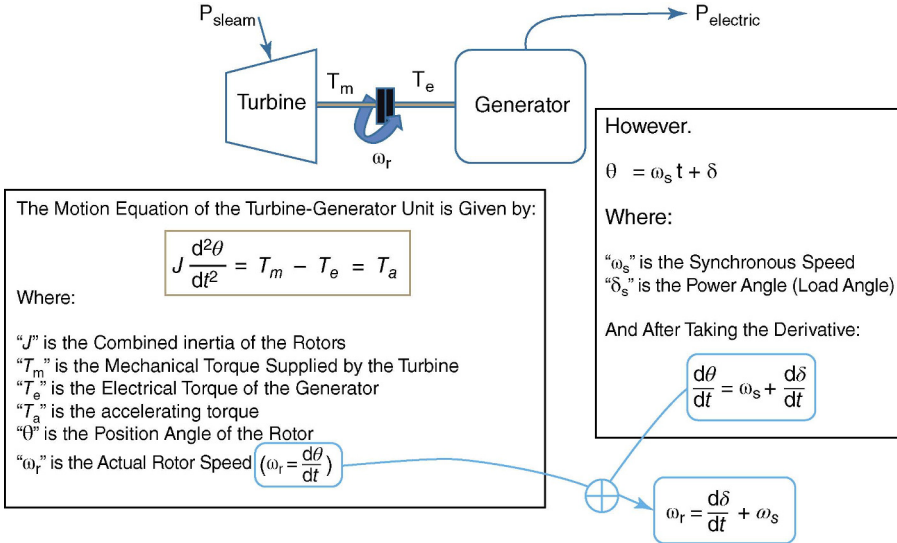 P_sleam
P_electric
Turbine
T_m
T_e
Generator
ω_r
The Motion Equation of the Turbine-Generator Unit is Given by:
J d²θ/dt² = T_m − T_e = T_a
Where:
“J” is the Combined inertia of the Rotors
“T_m” is the Mechanical Torque Supplied by the Turbine
“T_e” is the Electrical Torque of the Generator
“T_a” is the accelerating torque
“θ” is the Position Angle of the Rotor
“ω_r” is the Actual Rotor Speed (ω_r = dθ/dt)
However.
θ = ω_s t + δ
Where:
“ω_s” is the Synchronous Speed
“δ_s” is the Power Angle (Load Angle)
And After Taking the Derivative:
dθ/dt = ω_s + dδ/dt
ω_r = dδ/dt + ω_s